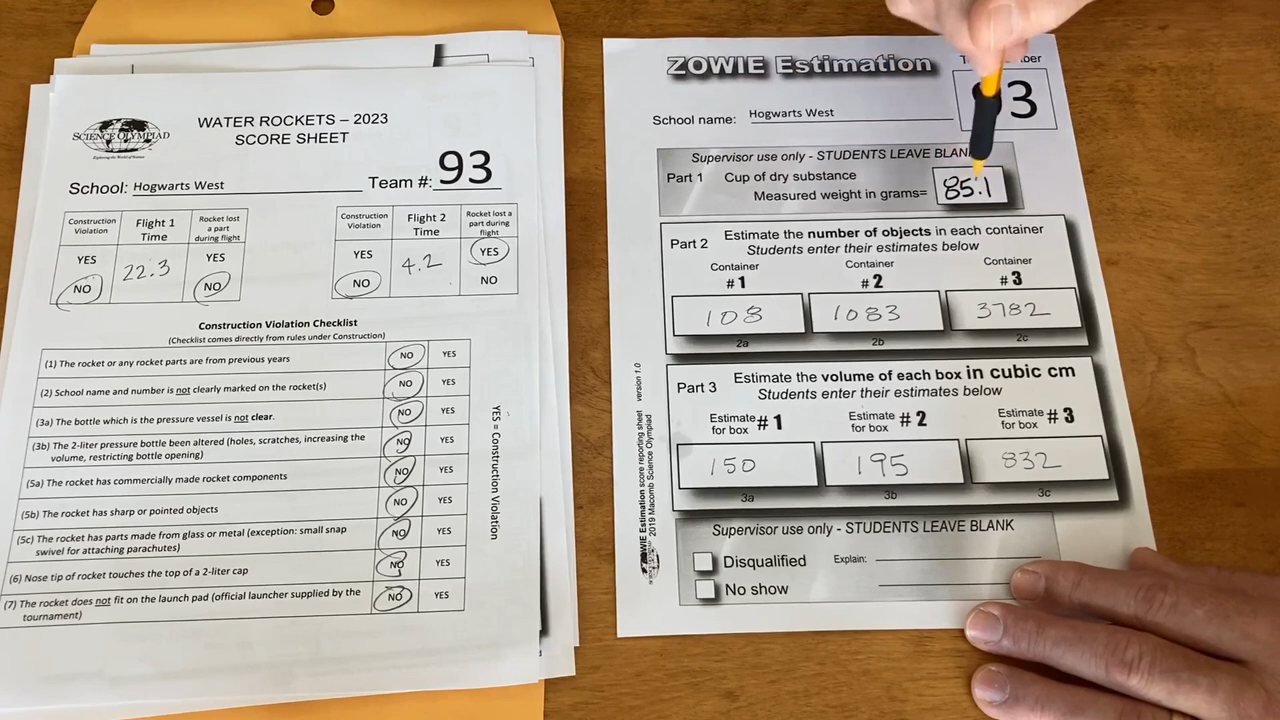 WATER ROCKETS – 2023
SCORE SHEET
SCIENCE OLYMPIAD
Exploring the World of Science
School: Hogwarts West Team #: 93
Construction Violation
Flight 1 Time
Rocket lost a part during flight
YES
22.3
YES
NO
NO
Construction Violation
Flight 2 Time
Rocket lost a part during flight
YES
4.2
YES
NO
NO
Construction Violation Checklist
(Checklist comes directly from rules under Construction)
(1) The rocket or any rocket parts are from previous years NO YES
(2) School name and number is not clearly marked on the rocket(s) NO YES
(3a) The bottle which is the pressure vessel is not clear. NO YES
(3b) The 2-liter pressure bottle been altered (holes, scratches, increasing the
volume, restricting bottle opening) NO YES
(5a) The rocket has commercially made rocket components NO YES
(5b) The rocket has sharp or pointed objects NO YES
(5c) The rocket has parts made from glass or metal (exception: small snap
swivel for attaching parachutes) NO YES
(6) Nose tip of rocket touches the top of a 2-liter cap NO YES
(7) The rocket does not fit on the launch pad (official launcher supplied by the
tournament) NO YES
YES = Construction Violation
ZOWIE Estimation
School name: Hogwarts West
3
Supervisor use only - STUDENTS LEAVE BLANK
Part 1 Cup of dry substance
Measured weight in grams= 85.1
Part 2 Estimate the number of objects in each container
Students enter their estimates below
Container Container Container
#1 #2 #3
108 1083 3782
2a 2b 2c
Part 3 Estimate the volume of each box in cubic cm
Students enter their estimates below
Estimate for box #1 Estimate for box #2 Estimate for box #3
150 195 832
3a 3b 3c
Supervisor use only - STUDENTS LEAVE BLANK
Disqualified Explain:
No show
ZOWIE Estimation score reporting sheet version 1.0
2019 Macomb Science Olympiad